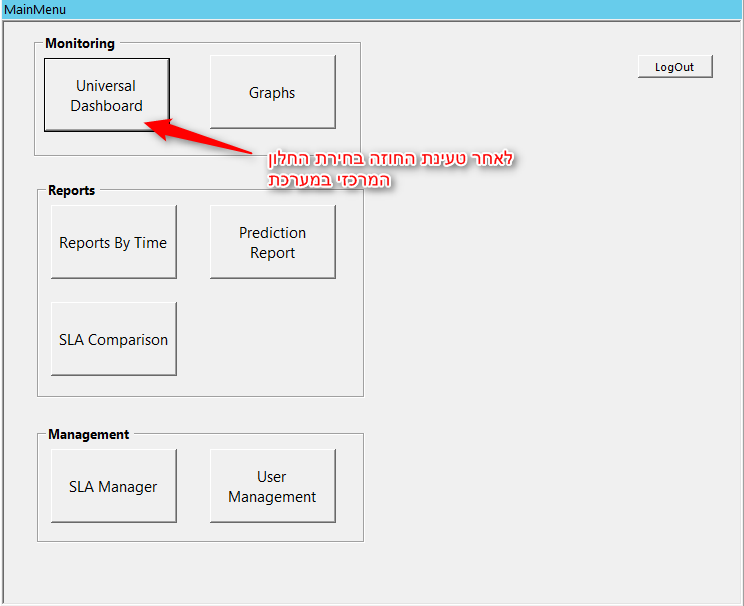 MainMenu
Monitoring
Universal
Dashboard
Graphs
LogOut
לאחר טעינת החוזה בחירת החלון
המרכזי במערכת
Reports
Reports By Time
Prediction
Report
SLA Comparison
Management
SLA Manager
User
Management